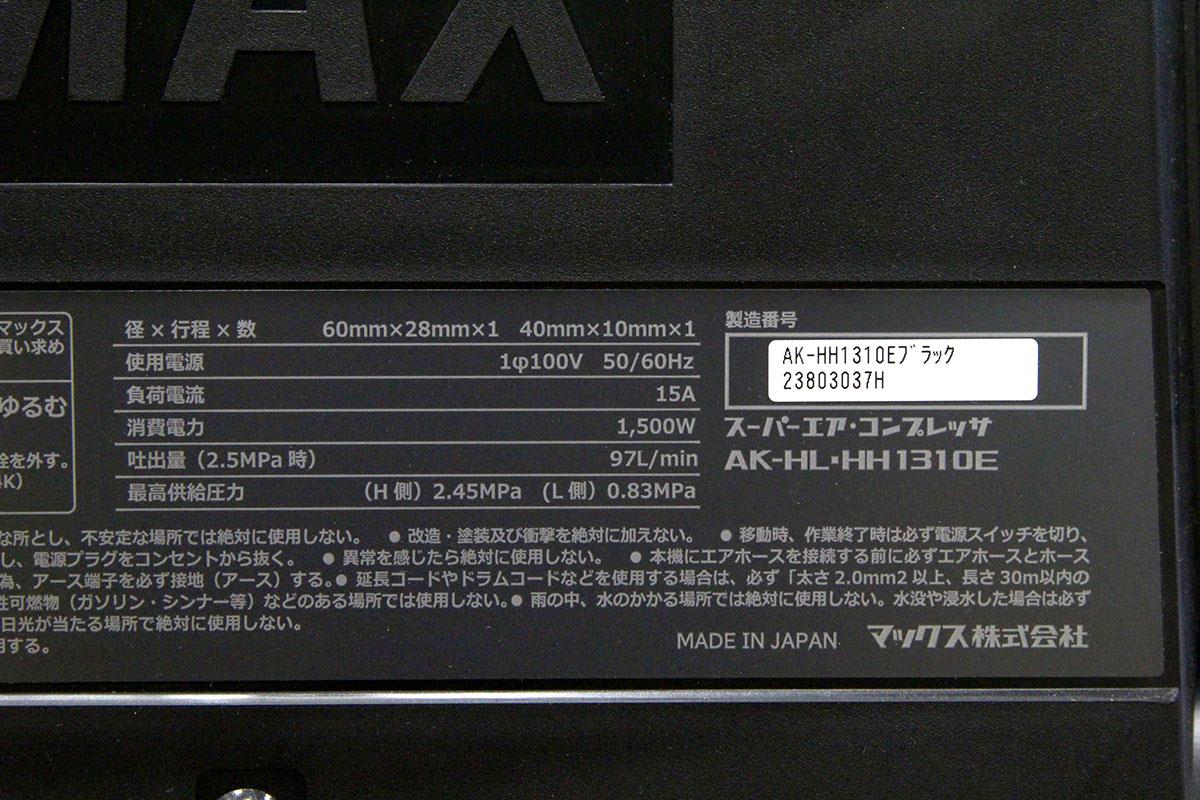 MAX
マックス
買い求め
ゆるむ
全を外す。
4K)
径×行程×数 60mm×28mm×1 40mm×10mm×1
使用電源 1φ100V 50/60Hz
負荷電流 15A
消費電力 1,500W
吐出量（2.5MPa 時） 97L/min
最高供給圧力 （H 側）2.45MPa （L 側）0.83MPa
製造番号
AK-HH1310Eブラック
23803037H
スーパーエア・コンプレッサ
AK-HL・HH1310E
な所とし、不安定な場所では絶対に使用しない。 ● 改造・塗装及び衝撃を絶対に加えない。 ● 移動時、作業終了時は必ず電源スイッチを切り、
し、電源プラグをコンセントから抜く。 ● 異常を感じたら絶対に使用しない。 ● 本機にエアホースを接続する前に必ずエアホースとホース
為、アース端子を必ず接地（アース）する。● 延長コードやドラムコードなどを使用する場合は、必ず「太さ 2.0mm2 以上、長さ 30m以内の
性可燃物（ガソリン・シンナー等）などのある場所では使用しない。● 雨の中、水のかかる場所では絶対に使用しない。水没や浸水した場合は必ず
日光が当たる場所で絶対に使用しない。
用する。
MADE IN JAPAN マックス株式会社